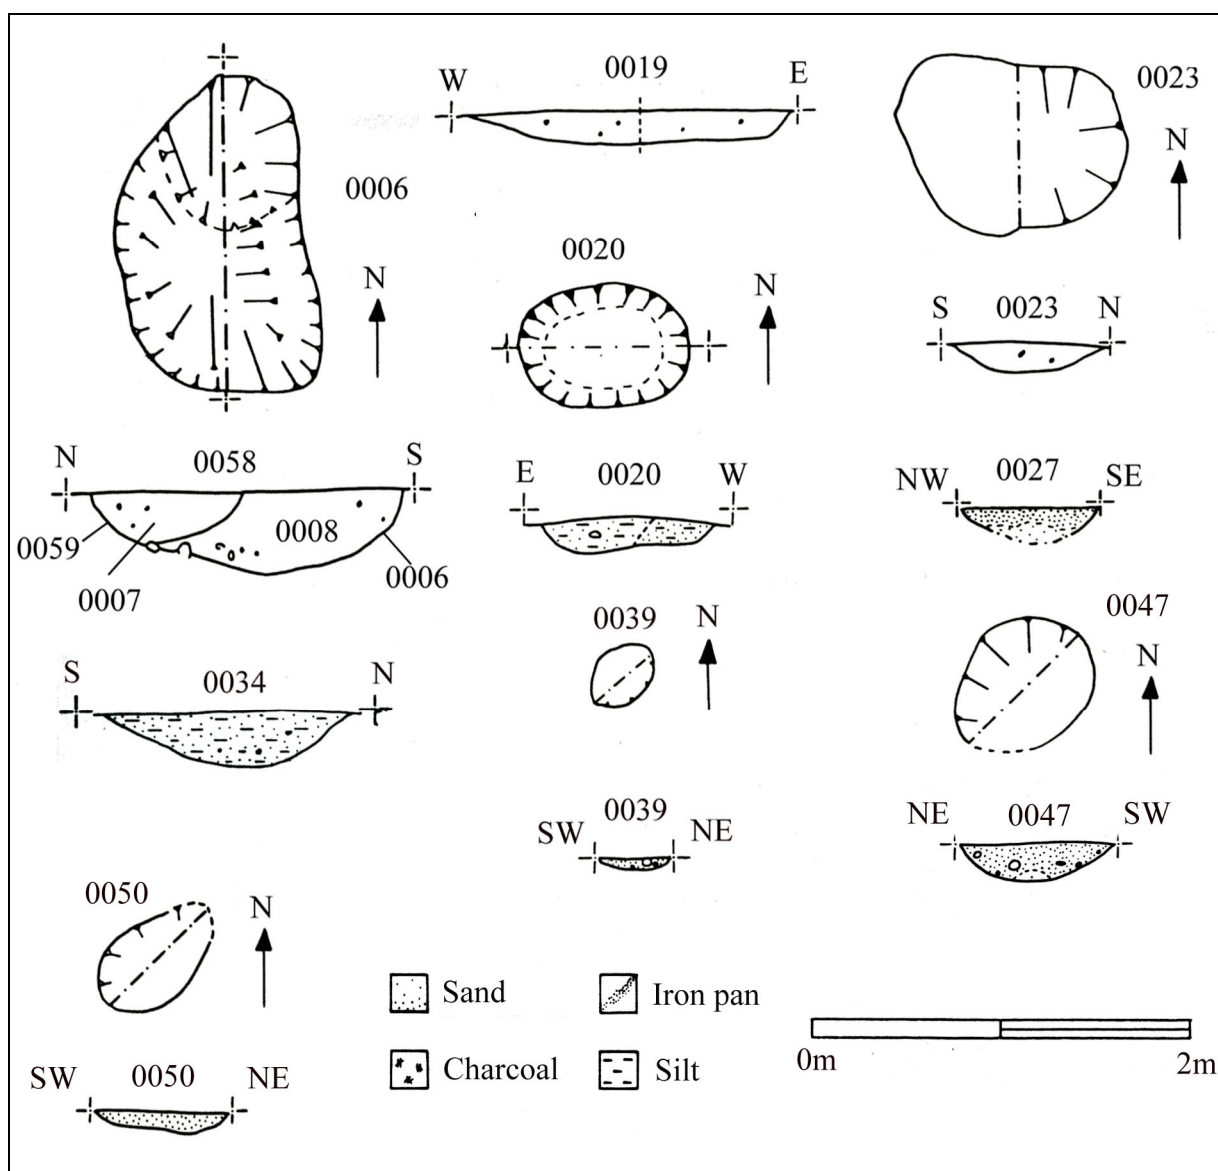 W 0019 E
0023
N
0006
0020
N
N
S 0023 N
N 0058 S
E 0020 W
NW 0027 SE
0008
0059
0006
0007
0039 N
0047
N
S 0034 N
0039
SW NE
NE 0047 SW
0050 N
Sand Iron pan
Charcoal Silt
0m 2m
SW 0050 NE